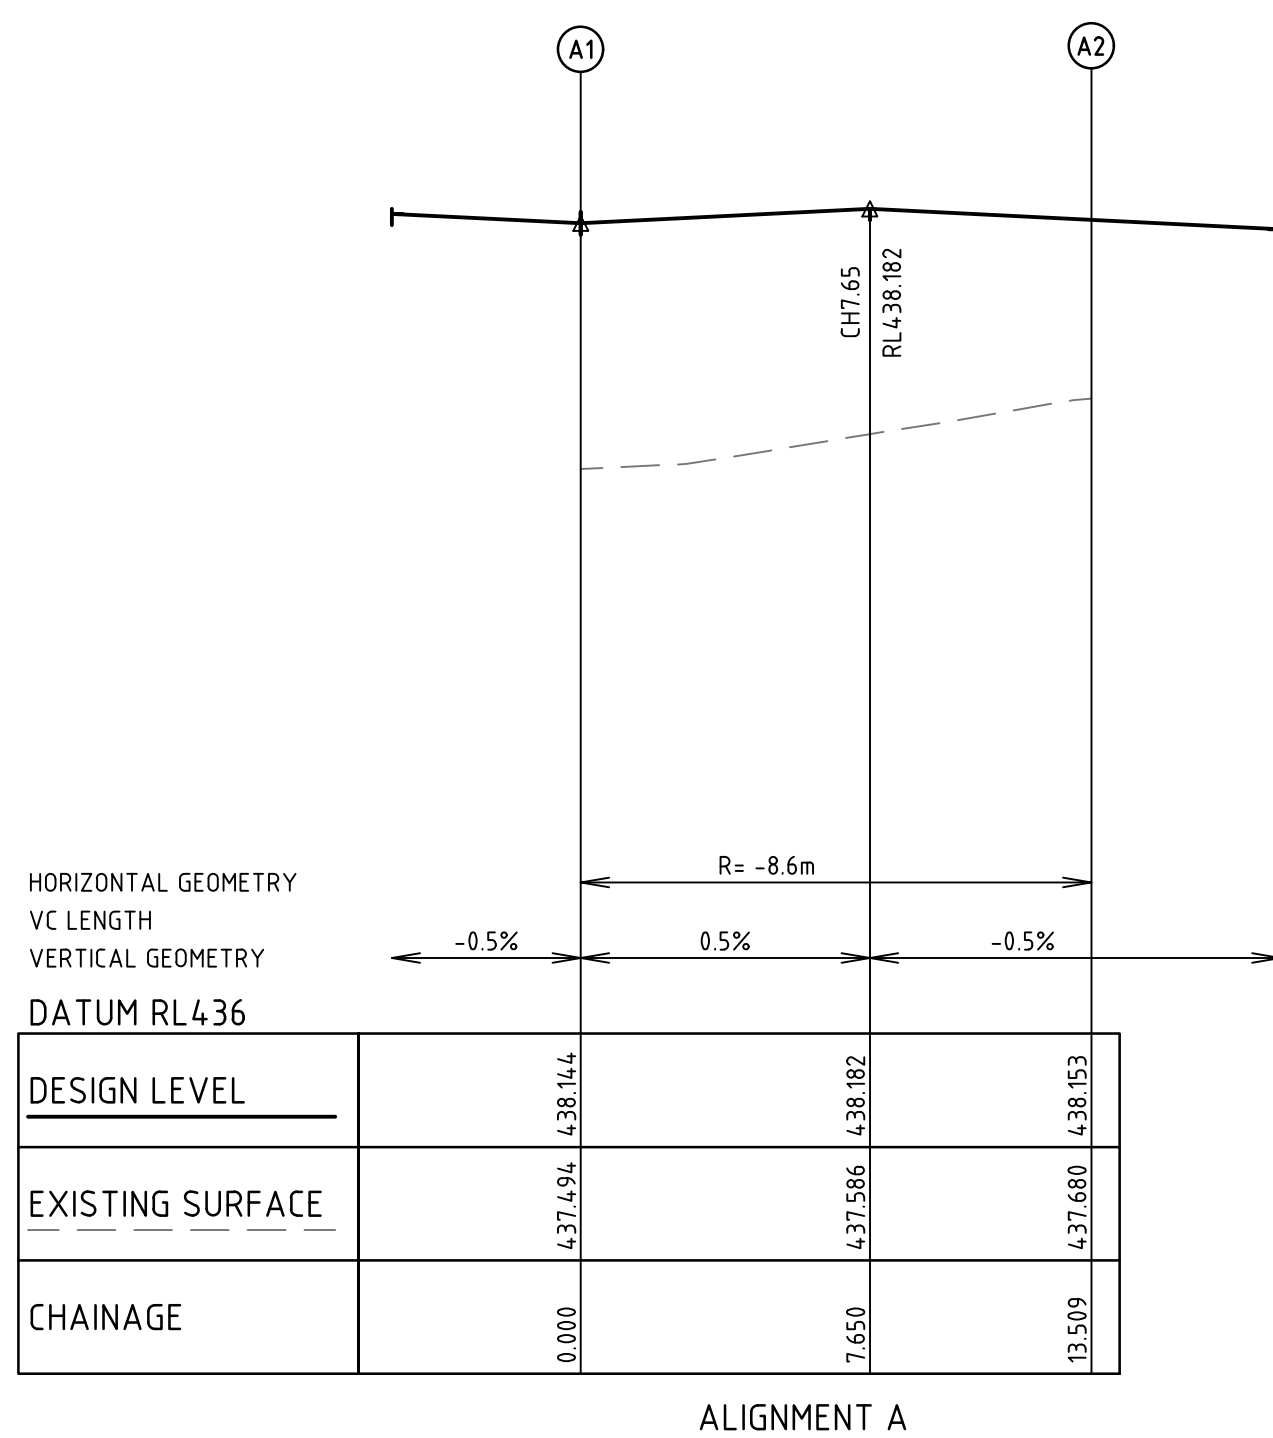 A1
A2
CH7.65
RL438.182
R= -8.6m
HORIZONTAL GEOMETRY
VC LENGTH
VERTICAL GEOMETRY
-0.5%
0.5%
-0.5%
DATUM RL436
DESIGN LEVEL
438.144
438.182
438.153
EXISTING SURFACE
437.494
437.586
437.680
CHAINAGE
0.000
7.650
13.509
ALIGNMENT A